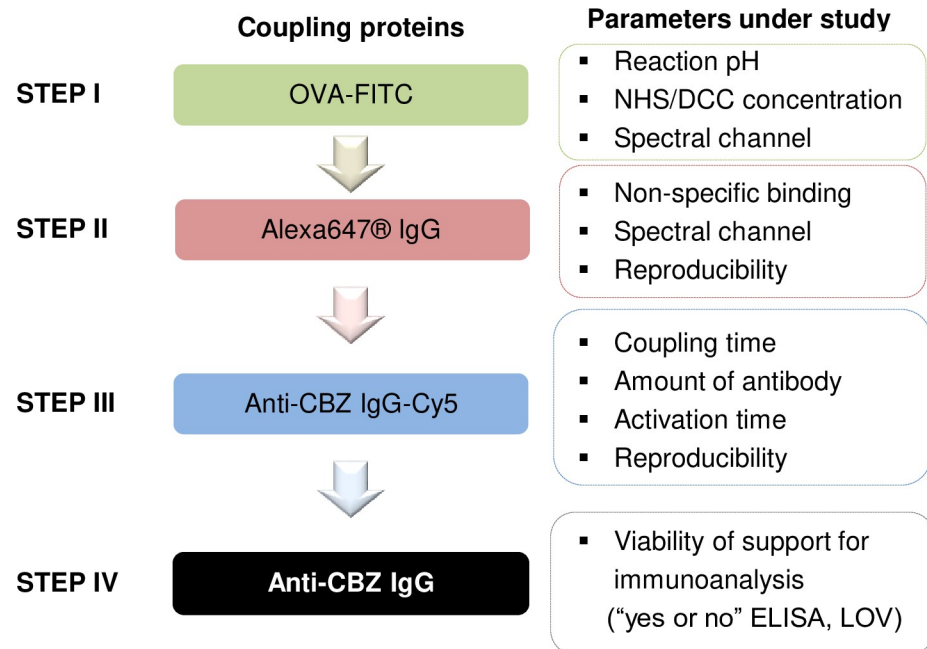 Coupling proteins
Parameters under study
STEP I
OVA-FITC
▪ Reaction pH
▪ NHS/DCC concentration
▪ Spectral channel
STEP II
Alexa647® IgG
▪ Non-specific binding
▪ Spectral channel
▪ Reproducibility
STEP III
Anti-CBZ IgG-Cy5
▪ Coupling time
▪ Amount of antibody
▪ Activation time
▪ Reproducibility
STEP IV
Anti-CBZ IgG
▪ Viability of support for
immunoanalysis
(“yes or no” ELISA, LOV)